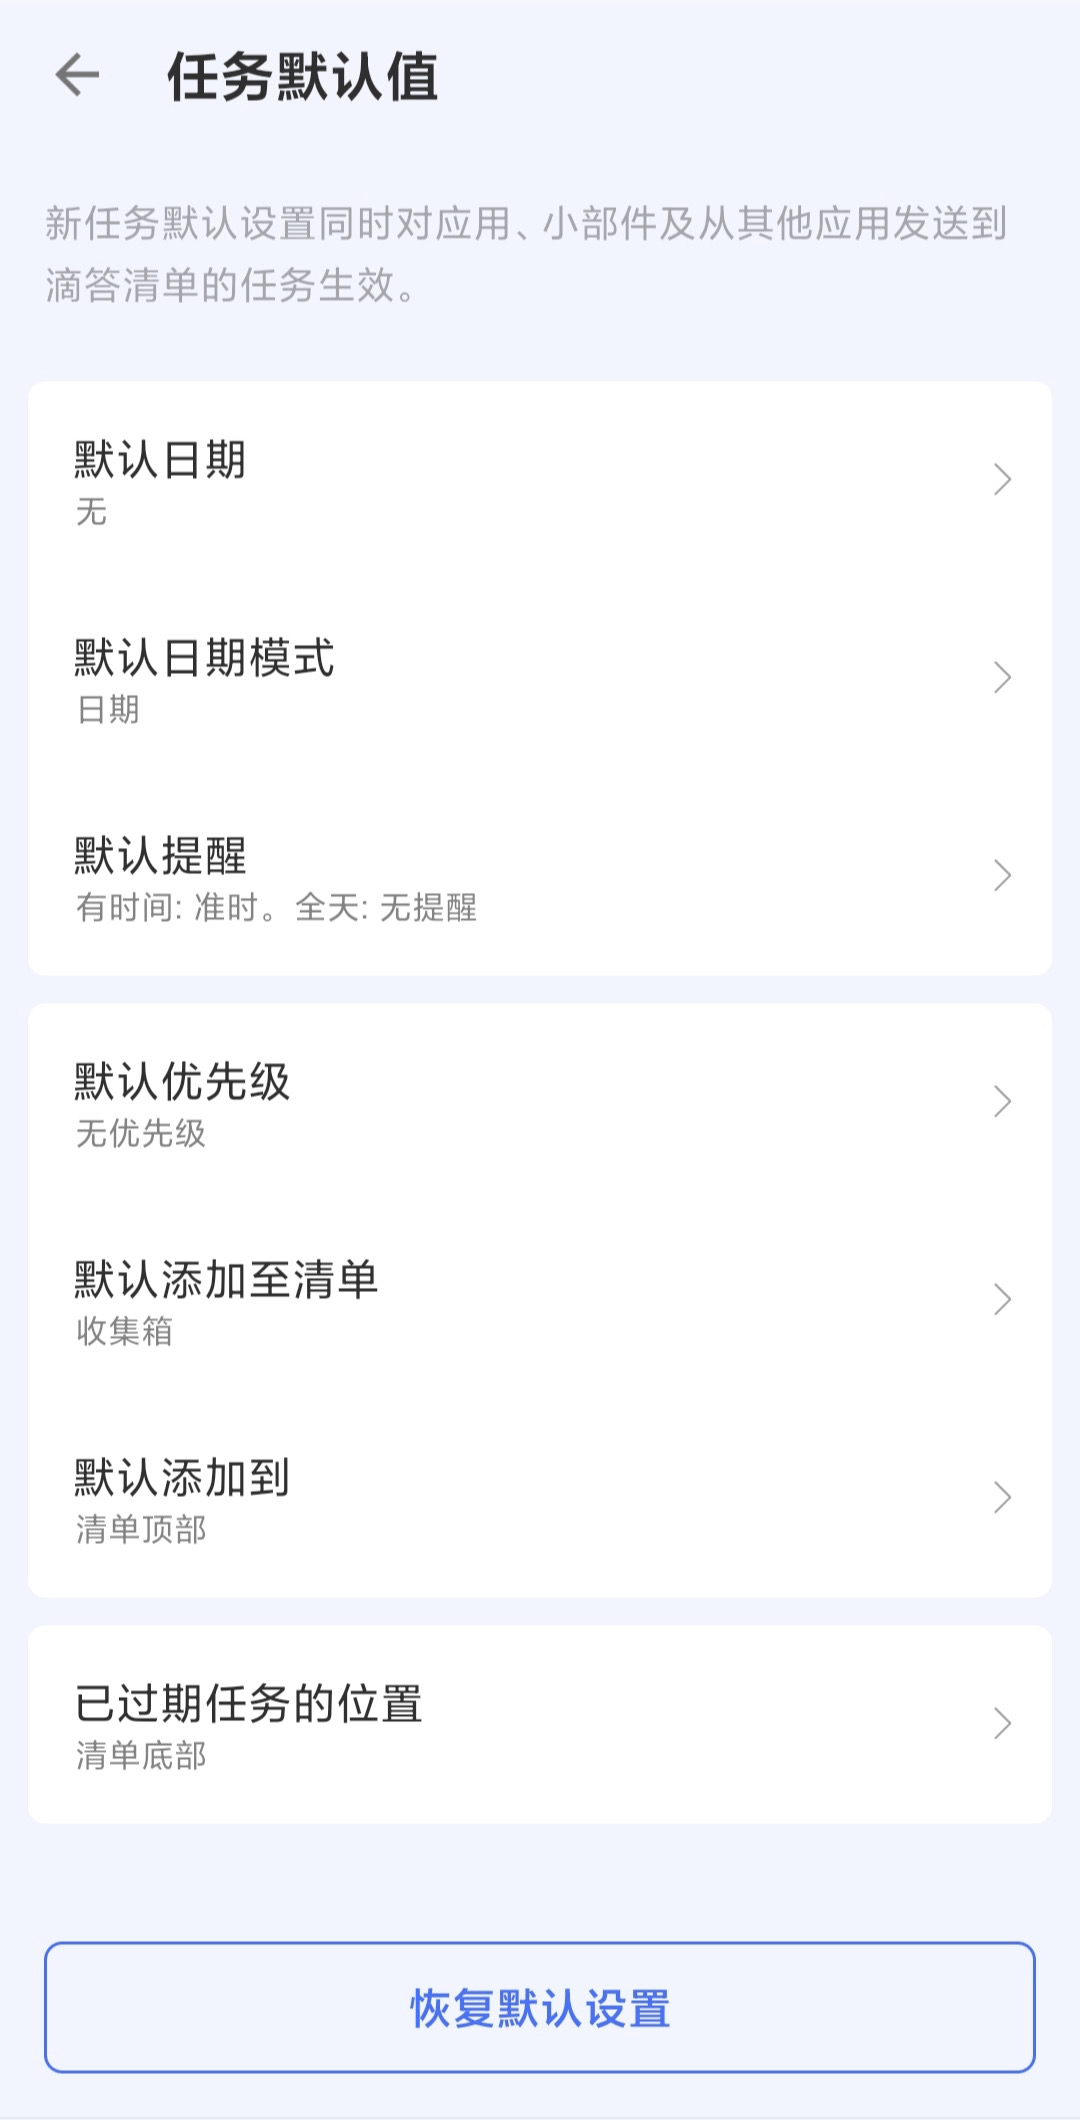 任务默认值
新任务默认设置同时对应用、小部件及从其他应用发送到
滴答清单的任务生效。
默认日期
无
默认日期模式
日期
默认提醒
有时间: 准时。全天: 无提醒
默认优先级
无优先级
默认添加至清单
收集箱
默认添加到
清单顶部
已过期任务的位置
清单底部
恢复默认设置